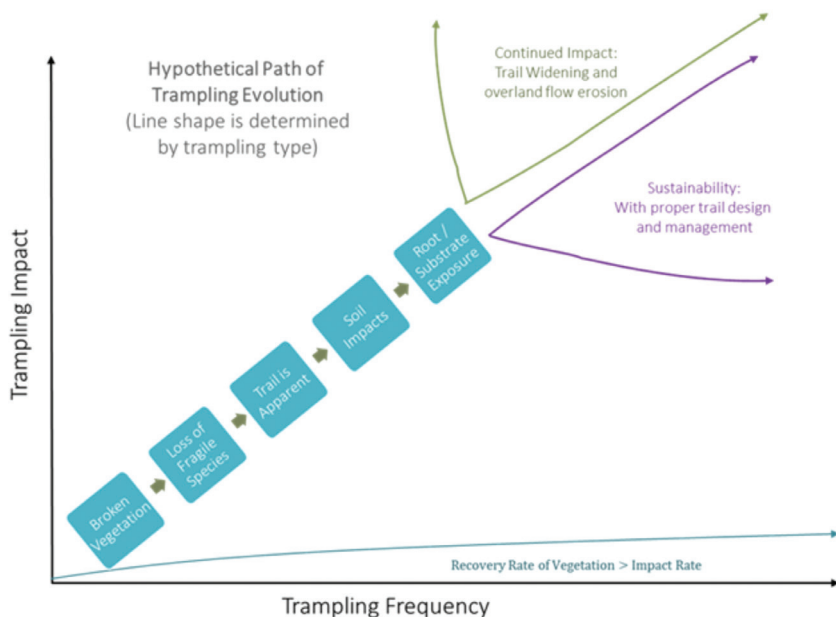 Hypothetical Path of
Trampling Evolution
(Line shape is determined
by trampling type)
Continued Impact:
Trail Widening and
overland flow erosion
Sustainability:
With proper trail design
and management
Root /
Substrate
Exposure
Soil
Impacts
Trail is
Apparent
Loss of
Fragile
Species
Broken
Vegetation
Recovery Rate of Vegetation > Impact Rate
Trampling Impact
Trampling Frequency